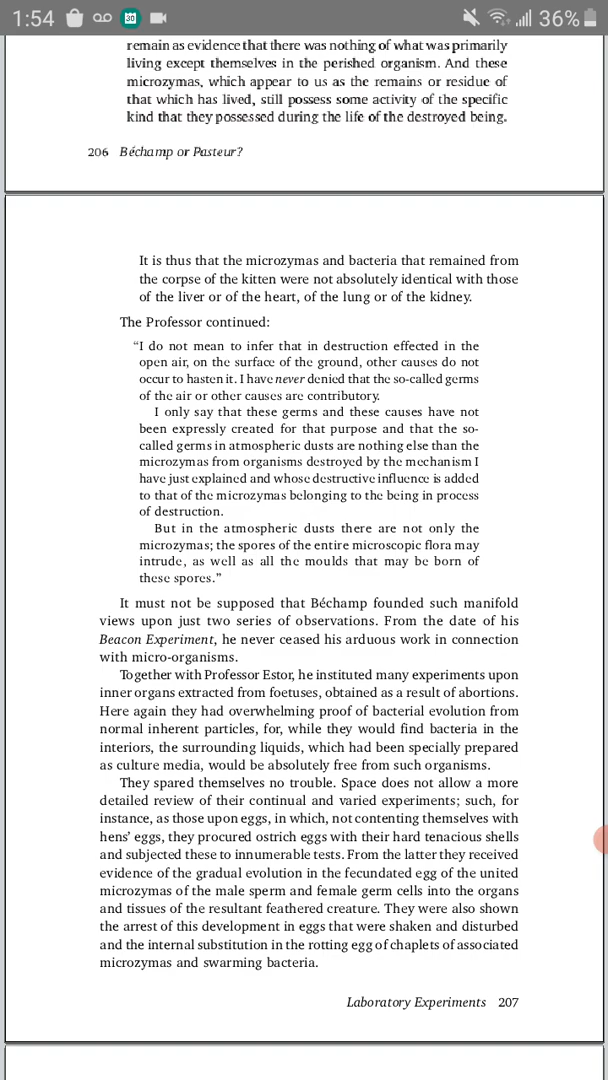 1:54
30
36%
remain as evidence that there was nothing of what was primarily
living except themselves in the perished organism. And these
microzymas, which appear to us as the remains or residue of
that which has lived, still possess some activity of the specific
kind that they possessed during the life of the destroyed being.
206 Béchamp or Pasteur?
It is thus that the microzymas and bacteria that remained from
the corpse of the kitten were not absolutely identical with those
of the liver or of the heart, of the lung or of the kidney.
The Professor continued:
“I do not mean to infer that in destruction effected in the
open air, on the surface of the ground, other causes do not
occur to hasten it. I have never denied that the so-called germs
of the air or other causes are contributory.
I only say that these germs and these causes have not
been expressly created for that purpose and that the so-
called germs in atmospheric dusts are nothing else than the
microzymas from organisms destroyed by the mechanism I
have just explained and whose destructive influence is added
to that of the microzymas belonging to the being in process
of destruction.
But in the atmospheric dusts there are not only the
microzymas; the spores of the entire microscopic flora may
intrude, as well as all the moulds that may be born of
these spores.”
It must not be supposed that Béchamp founded such manifold
views upon just two series of observations. From the date of his
Beacon Experiment, he never ceased his arduous work in connection
with micro-organisms.
Together with Professor Estor, he instituted many experiments upon
inner organs extracted from foetuses, obtained as a result of abortions.
Here again they had overwhelming proof of bacterial evolution from
normal inherent particles, for, while they would find bacteria in the
interiors, the surrounding liquids, which had been specially prepared
as culture media, would be absolutely free from such organisms.
They spared themselves no trouble. Space does not allow a more
detailed review of their continual and varied experiments; such, for
instance, as those upon eggs, in which, not contenting themselves with
hens’ eggs, they procured ostrich eggs with their hard tenacious shells
and subjected these to innumerable tests. From the latter they received
evidence of the gradual evolution in the fecundated egg of the united
microzymas of the male sperm and female germ cells into the organs
and tissues of the resultant feathered creature. They were also shown
the arrest of this development in eggs that were shaken and disturbed
and the internal substitution in the rotting egg of chaplets of associated
microzymas and swarming bacteria.
Laboratory Experiments 207